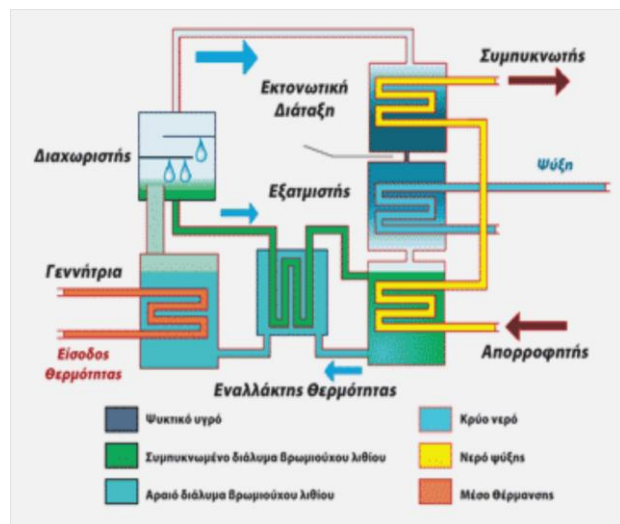 Συμπυκνωτής
Εκτονωτική
Διάταξη
Διαχωριστής
Ψύξη
Εξατμιστής
Γεννήτρια
Είσοδος
θερμότητας
Απορροφητής
Εναλλάκτης θερμότητας
Ψυκτικό υγρό
Κρύο νερό
Συμπυκνωμένο διάλυμα βρωμιούχου λιθίου
Νερό ψύξης
Αραιό διάλυμα βρωμιούχου λιθίου
Μέσο θέρμανσης